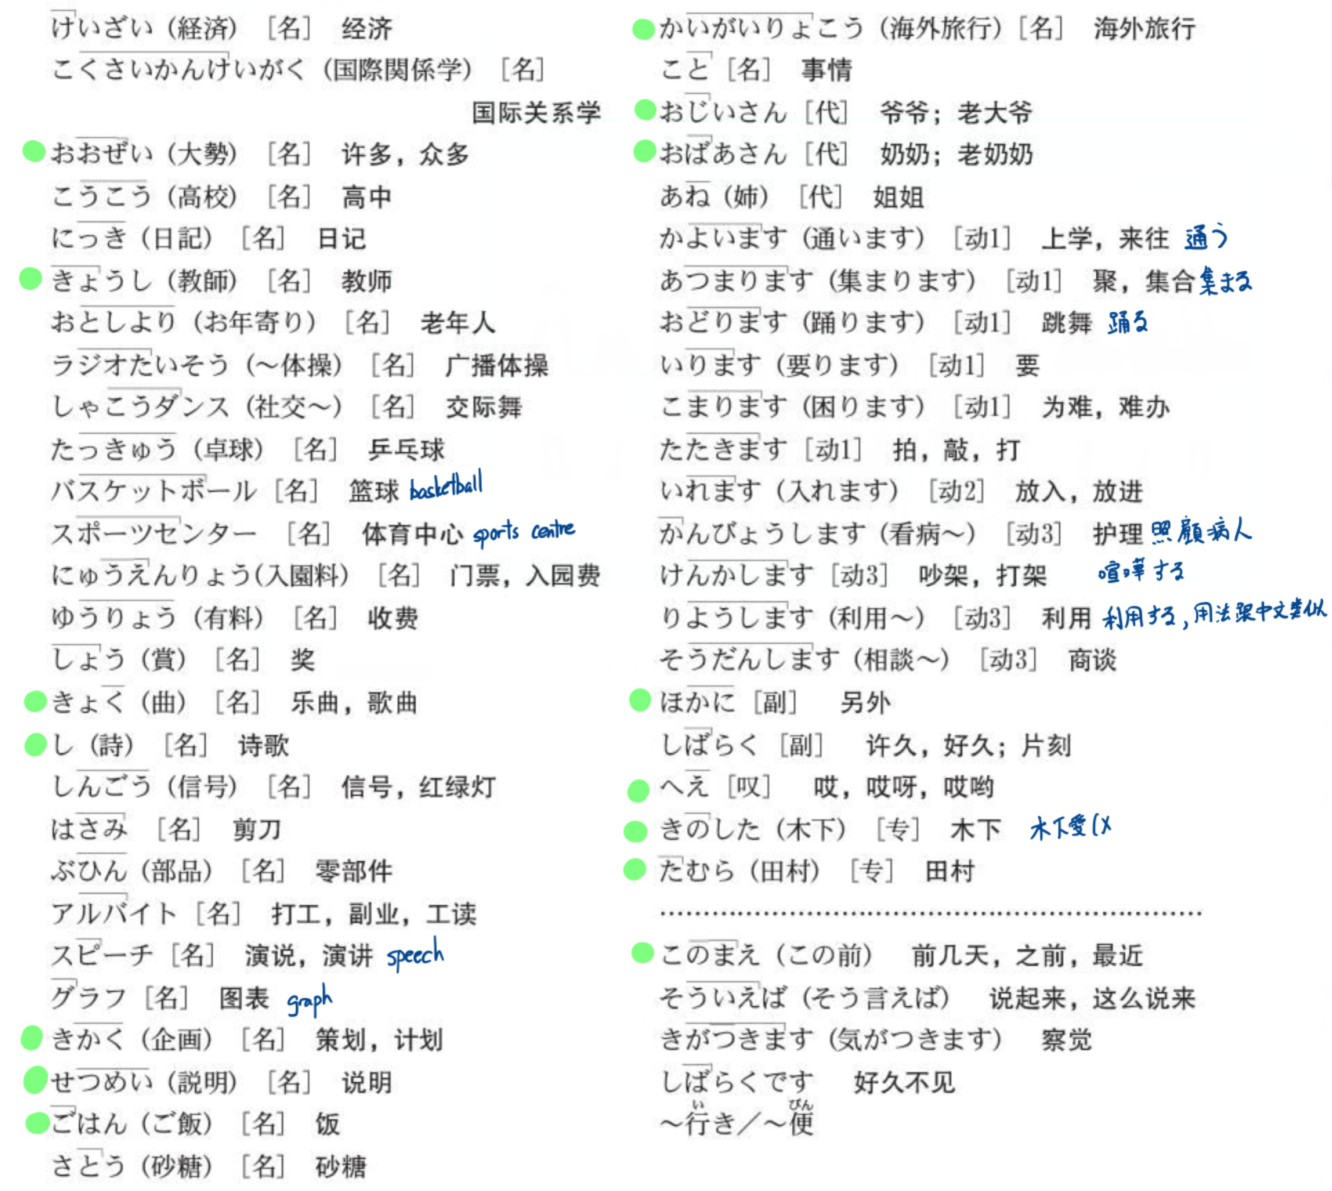 けいざい（経済）［名］ 经济
こくさいかんけいがく（国際関係学）［名］
国际关系学
おおぜい（大勢）［名］ 许多，众多
こうこう（高校）［名］ 高中
にっき（日記）［名］ 日记
きょうし（教師）［名］ 教师
おとしより（お年寄り）［名］ 老年人
ラジオたいそう（～体操）［名］ 广播体操
しゃこうダンス（社交～）［名］ 交际舞
たっきゅう（卓球）［名］ 乒乓球
バスケットボール［名］ 篮球 basketball
スポーツセンター［名］ 体育中心 sports centre
にゅうえんりょう(入園料）［名］ 门票，入园费
ゆうりょう（有料）［名］ 收费
しょう（賞）［名］ 奖
きょく（曲）［名］ 乐曲，歌曲
し（詩）［名］ 诗歌
しんごう（信号）［名］ 信号，红绿灯
はさみ［名］ 剪刀
ぶひん（部品）［名］ 零部件
アルバイト［名］ 打工，副业，工读
スピーチ［名］ 演说，演讲 speech
グラフ［名］ 图表 graph
きかく（企画）［名］ 策划，计划
せつめい（説明）［名］ 说明
ごはん（ご飯）［名］ 饭
さとう（砂糖）［名］ 砂糖
かいがいりょこう（海外旅行）［名］ 海外旅行
こと［名］ 事情
おじいさん［代］ 爷爷；老大爷
おばあさん［代］ 奶奶；老奶奶
あね（姉）［代］ 姐姐
かよいます（通います）［动1］ 上学，来往 通う
あつまります（集まります）［动1］ 聚，集合 集まる
おどります（踊ります）［动1］ 跳舞 踊る
いります（要ります）［动1］ 要
こまります（困ります）［动1］ 为难，难办
たたきます［动1］ 拍，敲，打
いれます（入れます）［动2］ 放入，放进
かんびょうします（看病～）［动3］ 护理 照顧病人
けんかします［动3］ 吵架，打架 喧嘩する
りようします（利用～）［动3］ 利用 利用する,用法跟中文类似
そうだんします（相談～）［动3］ 商谈
ほかに［副］ 另外
しばらく［副］ 许久，好久；片刻
へえ［叹］ 哎，哎呀，哎哟
きのした（木下）［专］ 木下 木下愛
たむら（田村）［专］ 田村
このまえ（この前） 前几天，之前，最近
そういえば（そう言えば） 说起来，这么说来
きがつきます（気がつきます） 察觉
しばらくです 好久不见
～行き／～便
い びん